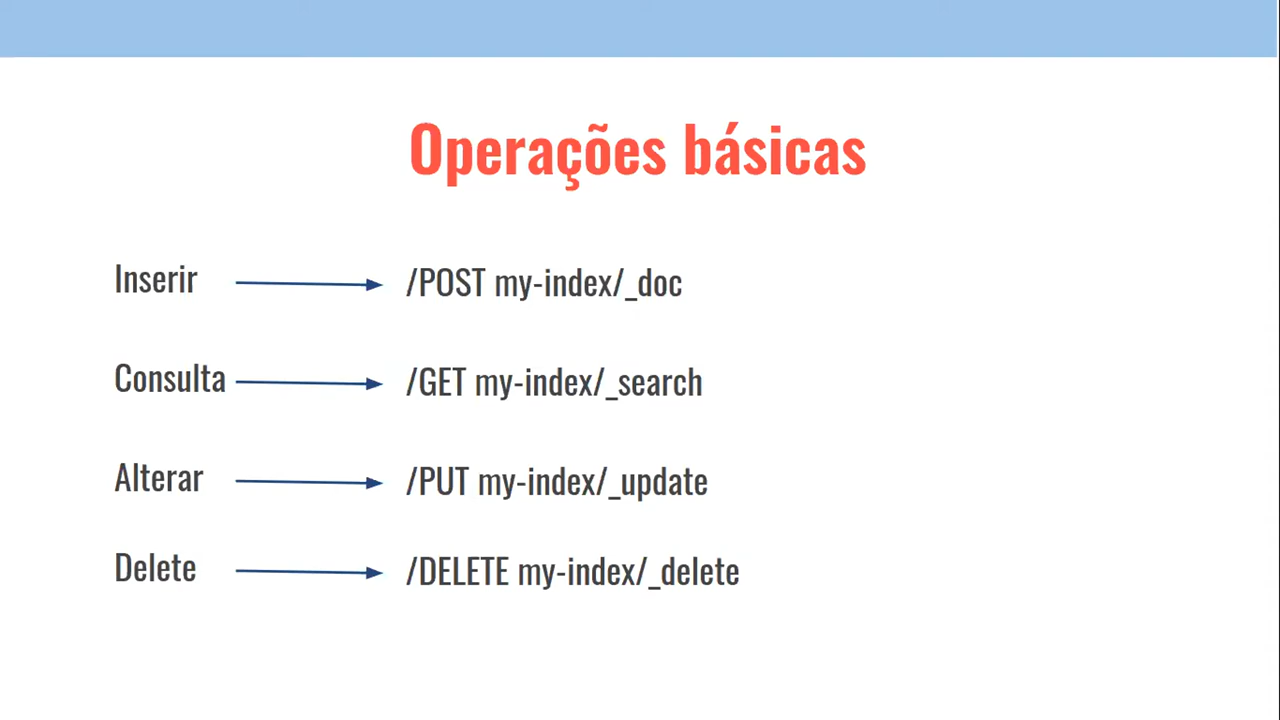 Operações básicas
Inserir /POST my-index/_doc
Consulta /GET my-index/_search
Alterar /PUT my-index/_update
Delete /DELETE my-index/_delete